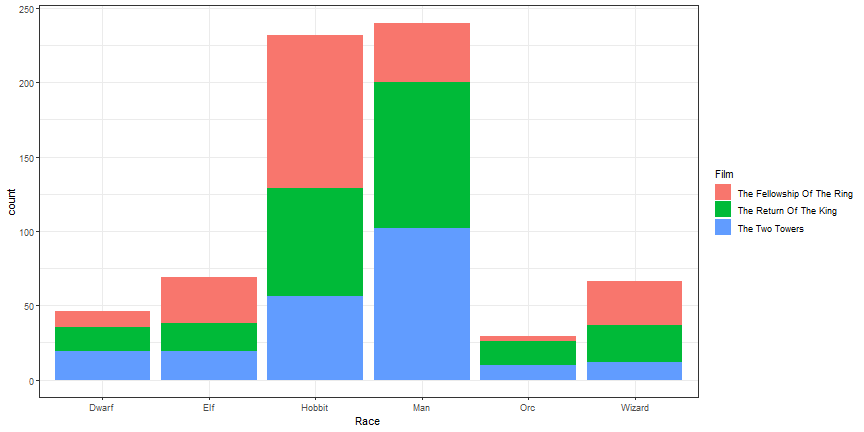 250
200
150
100
50
0
count
Dwarf Elf Hobbit Man Orc Wizard
Race
Film
The Fellowship Of The Ring
The Return Of The King
The Two Towers